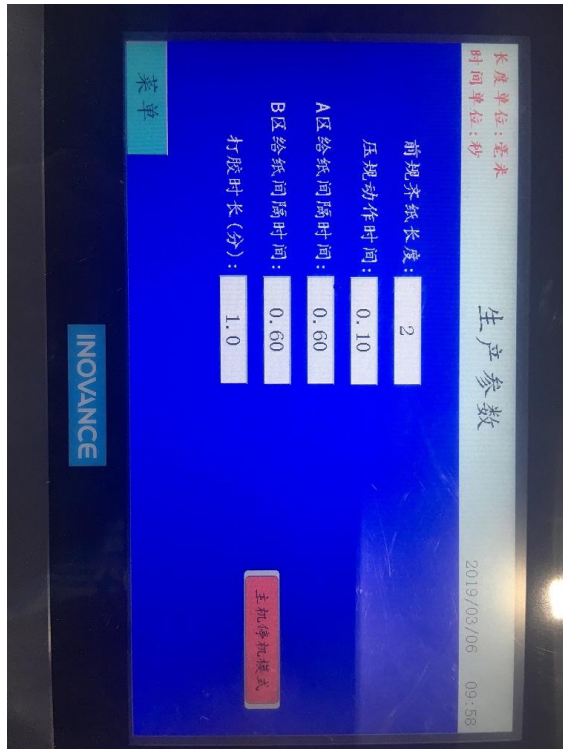 长度单位:毫米
时间单位:秒
生产参数
2019/03/06 09:58
前规齐纸长度: 2
压规动作时间: 0.10
A区给纸间隔时间: 0.60
B区给纸间隔时间: 0.60
打胶时长(分): 1.0
主机停机模式
菜单
INOVANCE